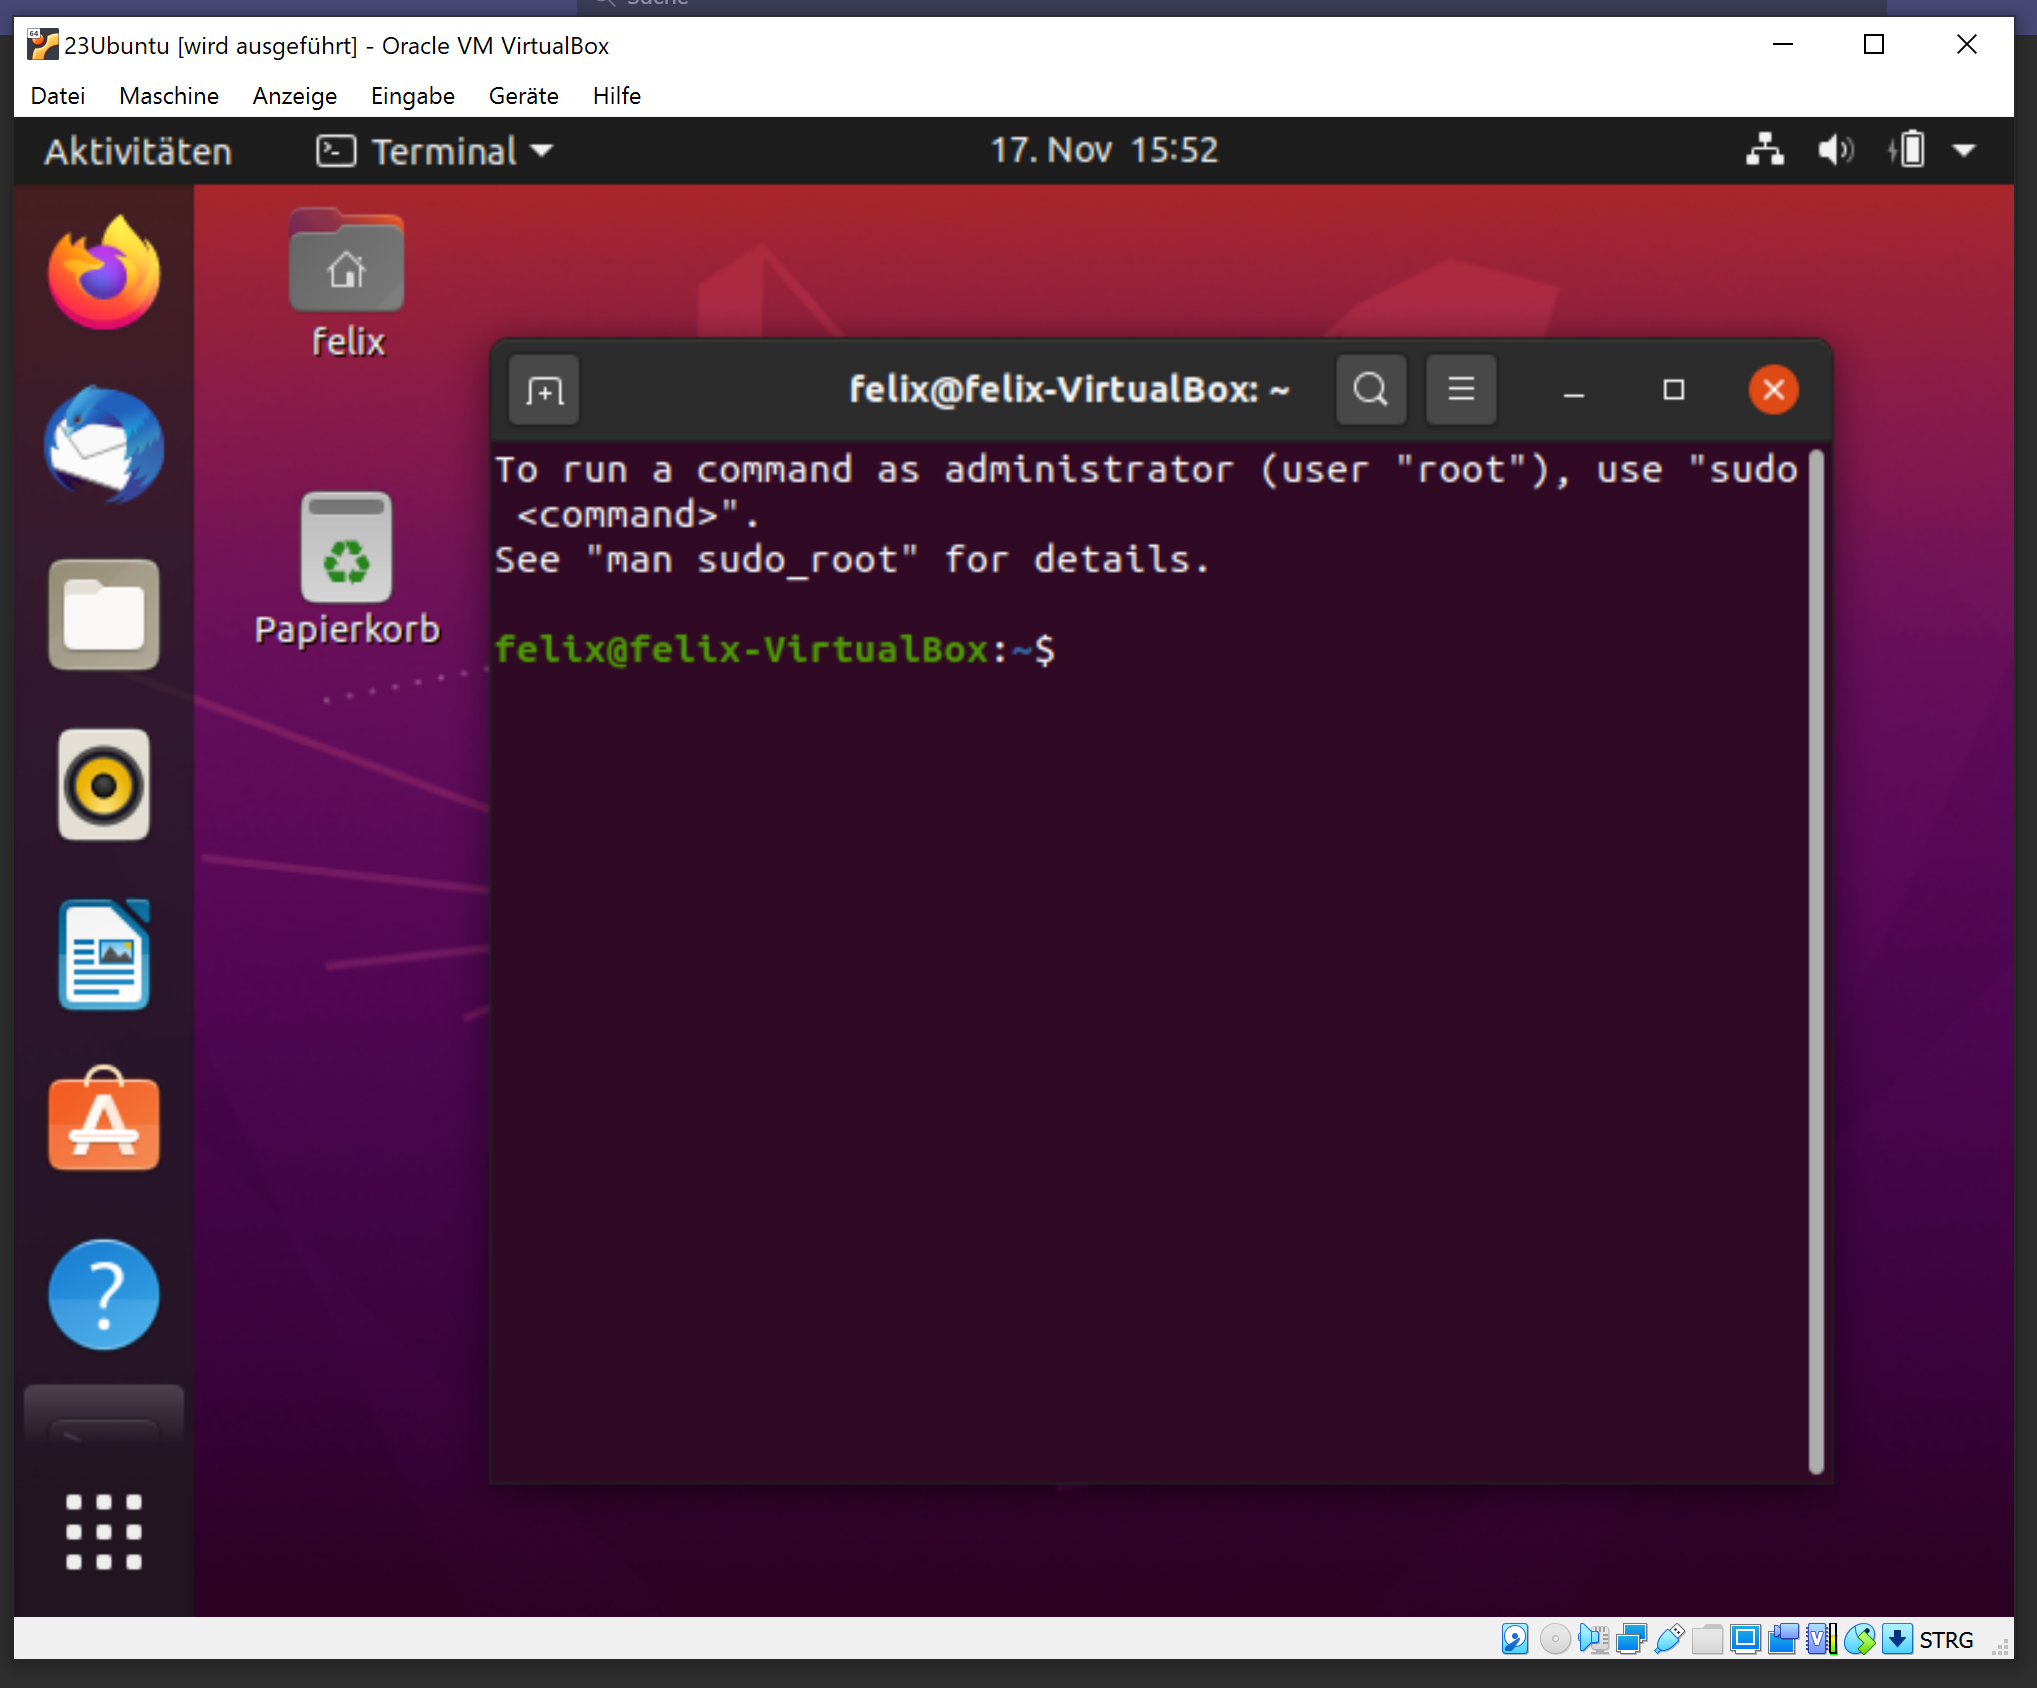 Suche
23Ubuntu [wird ausgeführt] - Oracle VM VirtualBox
Datei Maschine Anzeige Eingabe Geräte Hilfe
Aktivitäten Terminal 17. Nov 15:52
felix
Papierkorb
felix@felix-VirtualBox: ~
To run a command as administrator (user "root"), use "sudo
<command>".
See "man sudo_root" for details.
felix@felix-VirtualBox:~$
STRG